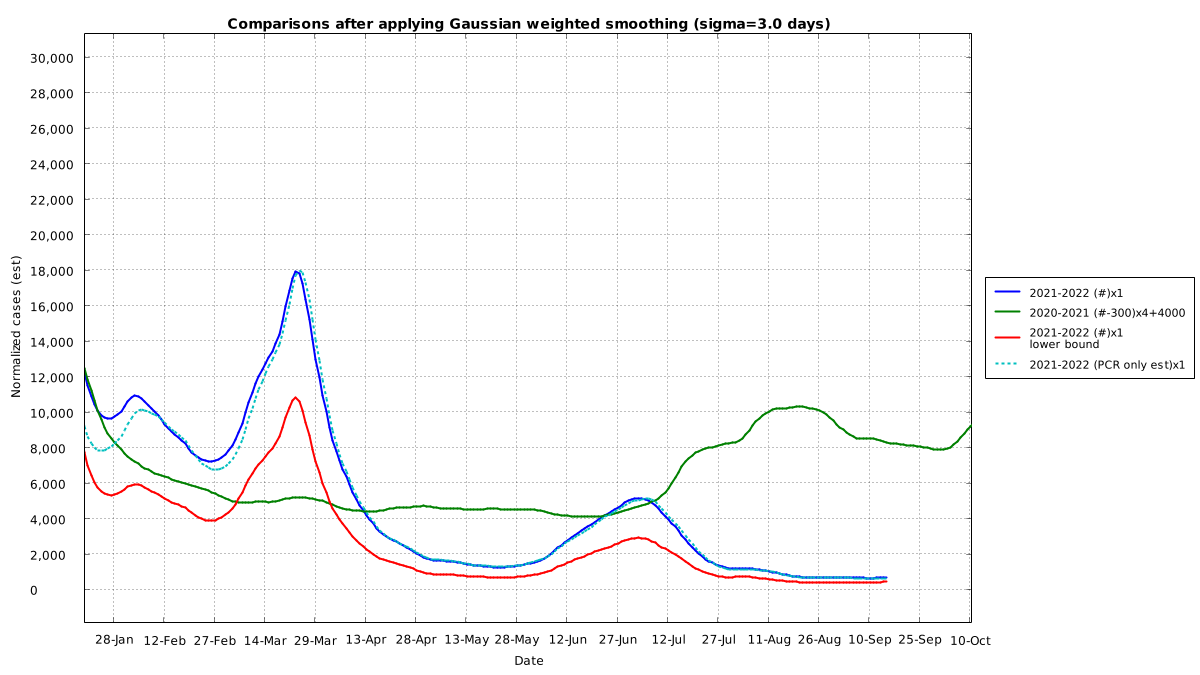 Comparisons after applying Gaussian weighted smoothing (sigma=3.0 days)
Normalized cases (est)
30,000
28,000
26,000
24,000
22,000
20,000
18,000
16,000
14,000
12,000
10,000
8,000
6,000
4,000
2,000
0
28-Jan 12-Feb 27-Feb 14-Mar 29-Mar 13-Apr 28-Apr 13-May 28-May 12-Jun 27-Jun 12-Jul 27-Jul 11-Aug 26-Aug 10-Sep 25-Sep 10-Oct
Date
2021-2022 (#)x1
2020-2021 (#-300)x4+4000
2021-2022 (#)x1
lower bound
2021-2022 (PCR only est)x1